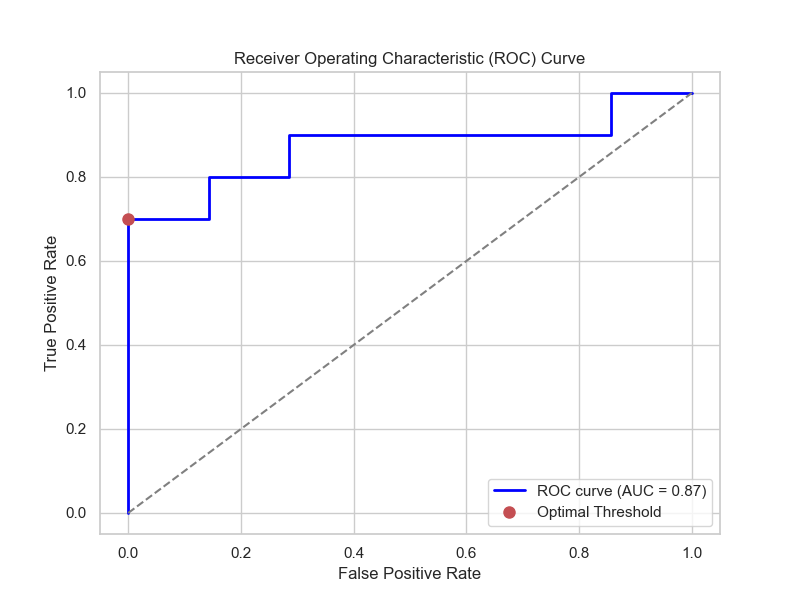 Receiver Operating Characteristic (ROC) Curve
True Positive Rate
1.0
0.8
0.6
0.4
0.2
0.0
0.0 0.2 0.4 0.6 0.8 1.0
False Positive Rate
ROC curve (AUC = 0.87)
Optimal Threshold